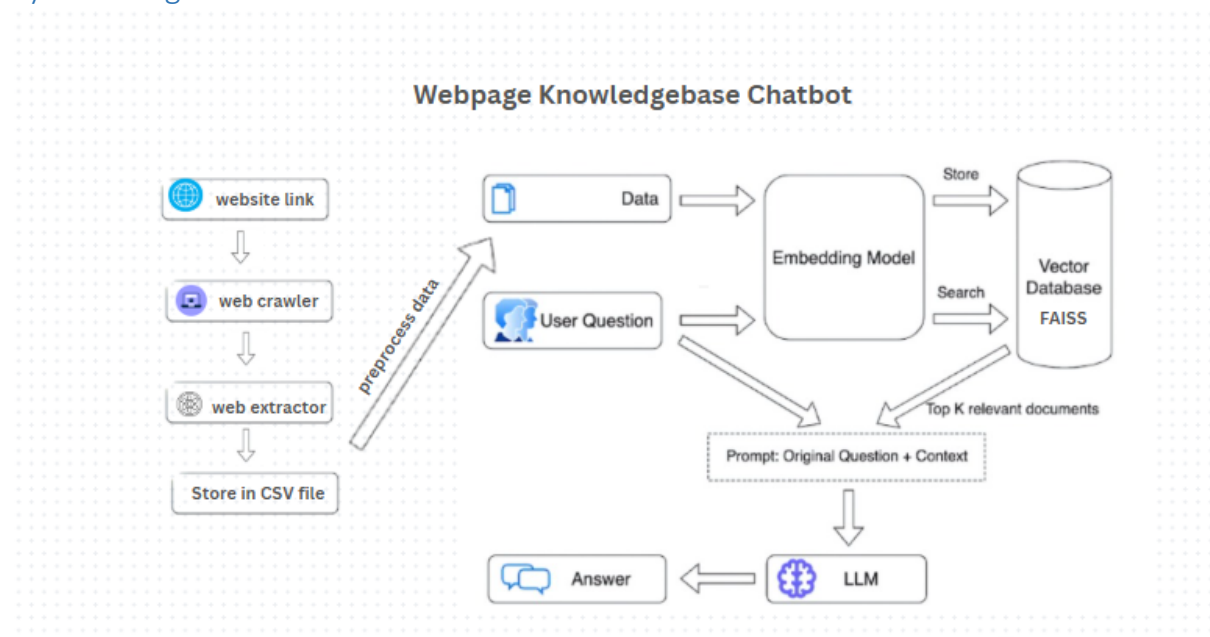 Webpage Knowledgebase Chatbot
website link
web crawler
web extractor
Store in CSV file
preprocess data
Data
User Question
Embedding Model
Store
Search
Vector
Database
FAISS
Top K relevant documents
Prompt: Original Question + Context
LLM
Answer